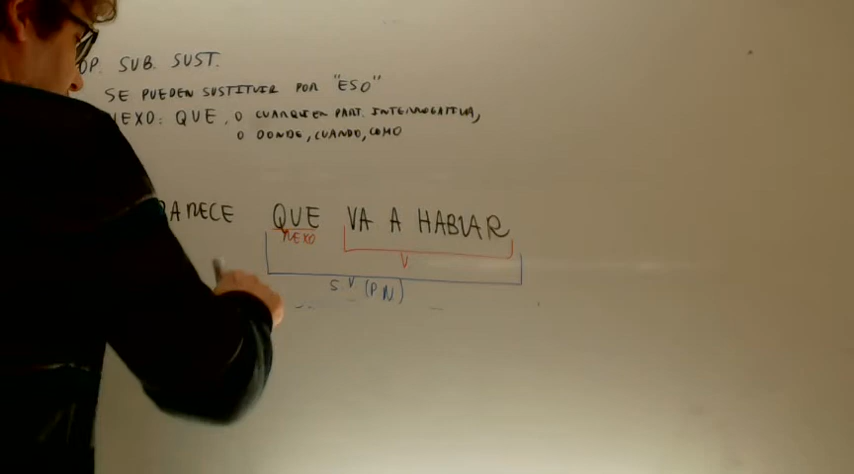 OP. SUB. SUST.
SE PUEDEN SUSTITUIR POR "ESO"
NEXO: QUE, O CUALQUIER PART. INTERROGATIVA,
O DONDE, CUANDO, COMO
PARECE QUE VA A HABLAR
NEXO
V
S.V (PN)